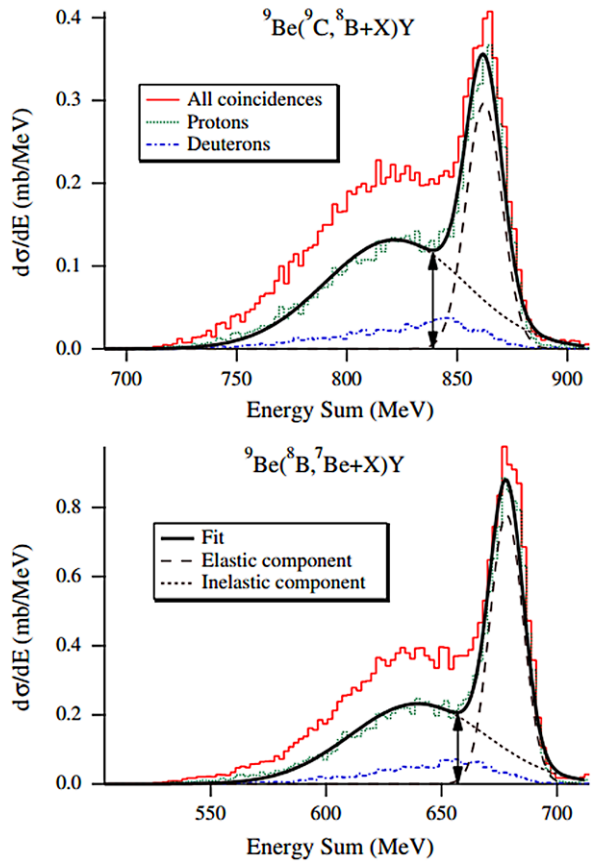 ⁹Be(⁹C,⁸B+X)Y
0.4
0.3
0.2
0.1
0.0
dσ/dE (mb/MeV)
All coincidences
Protons
Deuterons
700 750 800 850 900
Energy Sum (MeV)
⁹Be(⁸B,⁷Be+X)Y
0.8
0.6
0.4
0.2
0.0
dσ/dE (mb/MeV)
Fit
Elastic component
Inelastic component
550 600 650 700
Energy Sum (MeV)